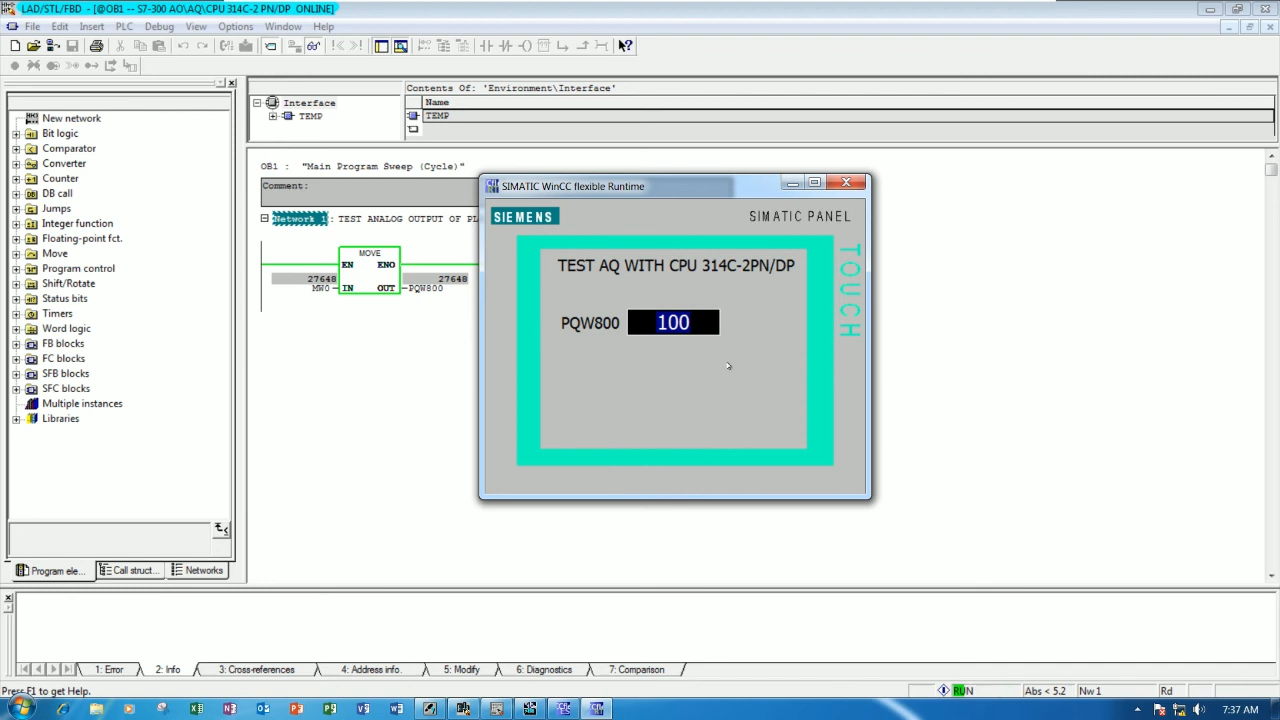 LAD/STL/FBD - [@OB1 -- S7-300 AO\AQ\CPU 314C-2 PN/DP ONLINE]
File Edit Insert PLC Debug View Options Window Help
Contents Of: 'Environment\Interface'
Interface
TEMP
Name
TEMP
New network
Bit logic
Comparator
Converter
Counter
DB call
Jumps
Integer function
Floating-point fct.
Move
Program control
Shift/Rotate
Status bits
Timers
Word logic
FB blocks
FC blocks
SFB blocks
SFC blocks
Multiple instances
Libraries
Program ele... Call struct... Networks
OB1 : "Main Program Sweep (Cycle)"
Comment:
Network 1: TEST ANALOG OUTPUT OF PL
MOVE
EN ENO
27648 27648
MW0 IN OUT PQW800
SIMATIC WinCC flexible Runtime
SIEMENS SIMATIC PANEL
TOUCH
TEST AQ WITH CPU 314C-2PN/DP
PQW800 100
1: Error 2: Info 3: Cross-references 4: Address info. 5: Modify 6: Diagnostics 7: Comparison
Press F1 to get Help. RUN Abs < 5.2 Nw 1 Rd
7:37 AM